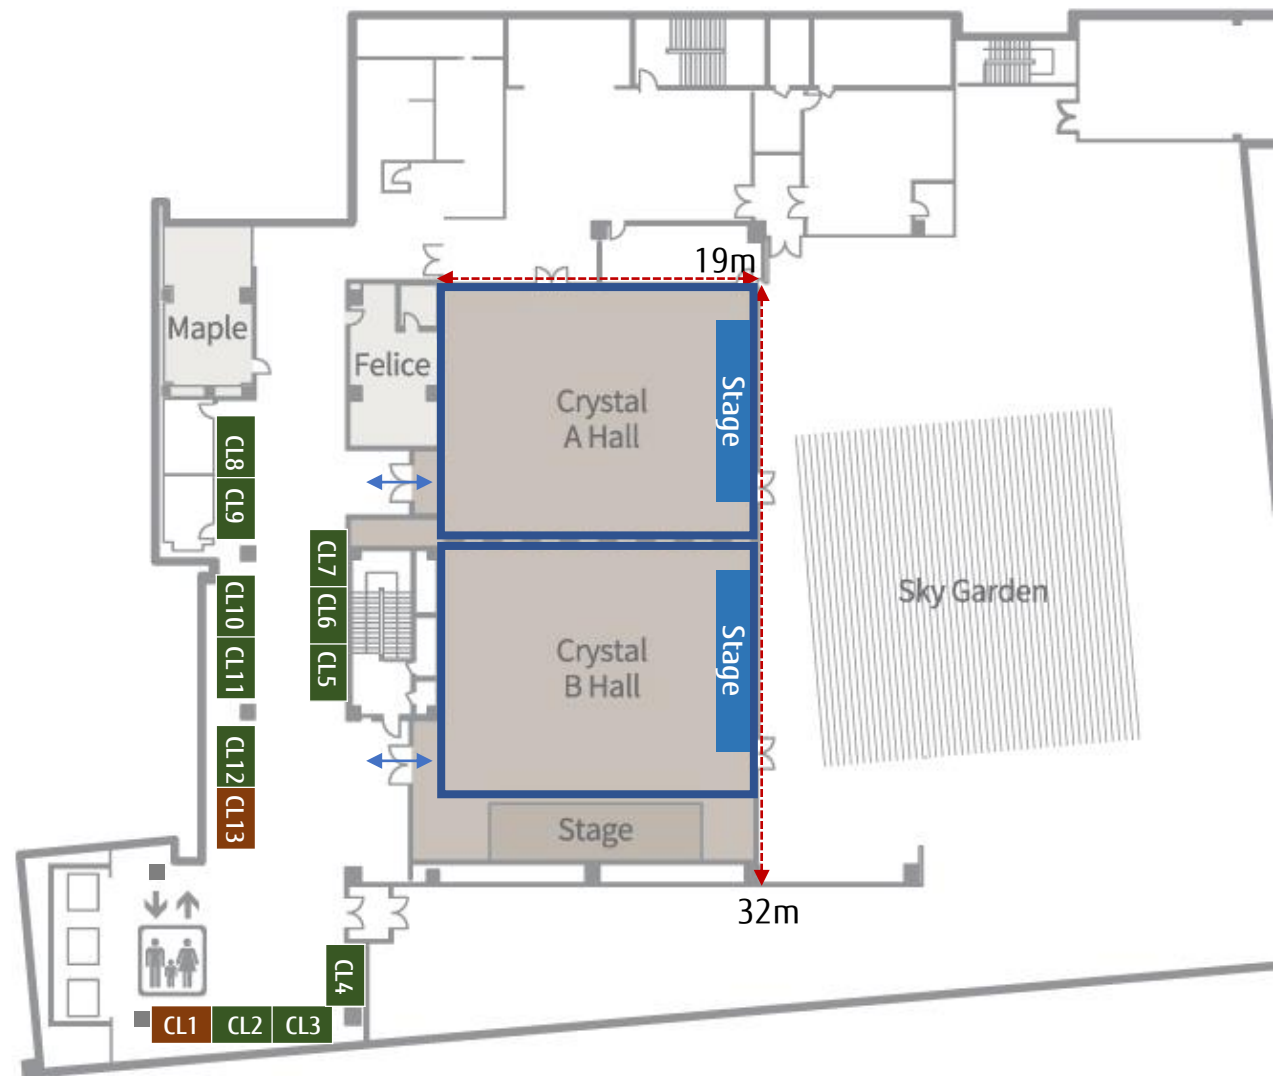 19m
Maple
Felice
Crystal
A Hall
Stage
CL8
CL9
CL7
CL6
CL5
CL10
CL11
Crystal
B Hall
Stage
Sky Garden
CL12
CL13
Stage
32m
CL4
CL1
CL2
CL3